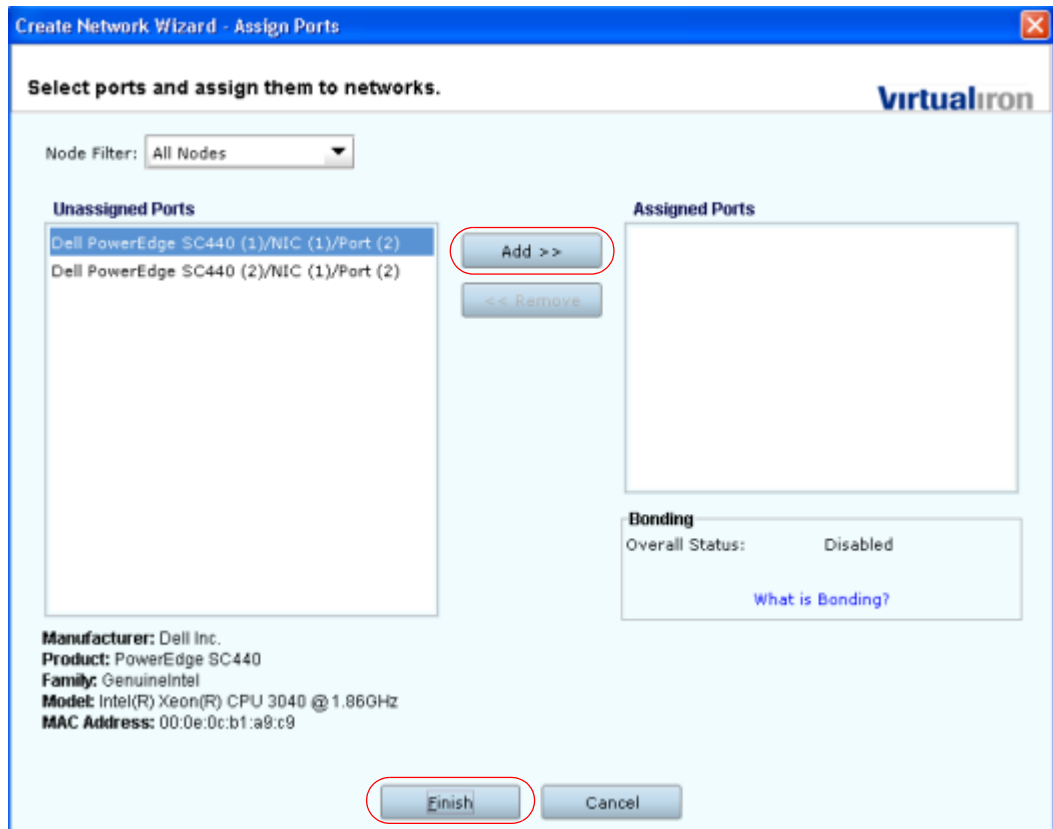 Create Network Wizard - Assign Ports
Select ports and assign them to networks.
Virtualiron
Node Filter: All Nodes
Unassigned Ports
Dell PowerEdge SC440 (1)/NIC (1)/Port (2)
Dell PowerEdge SC440 (2)/NIC (1)/Port (2)
Add >>
<< Remove
Assigned Ports
Bonding
Overall Status: Disabled
What is Bonding?
Manufacturer: Dell Inc.
Product: PowerEdge SC440
Family: GenuineIntel
Model: Intel(R) Xeon(R) CPU 3040 @ 1.86GHz
MAC Address: 00:0e:0c:b1:a9:c9
Finish
Cancel